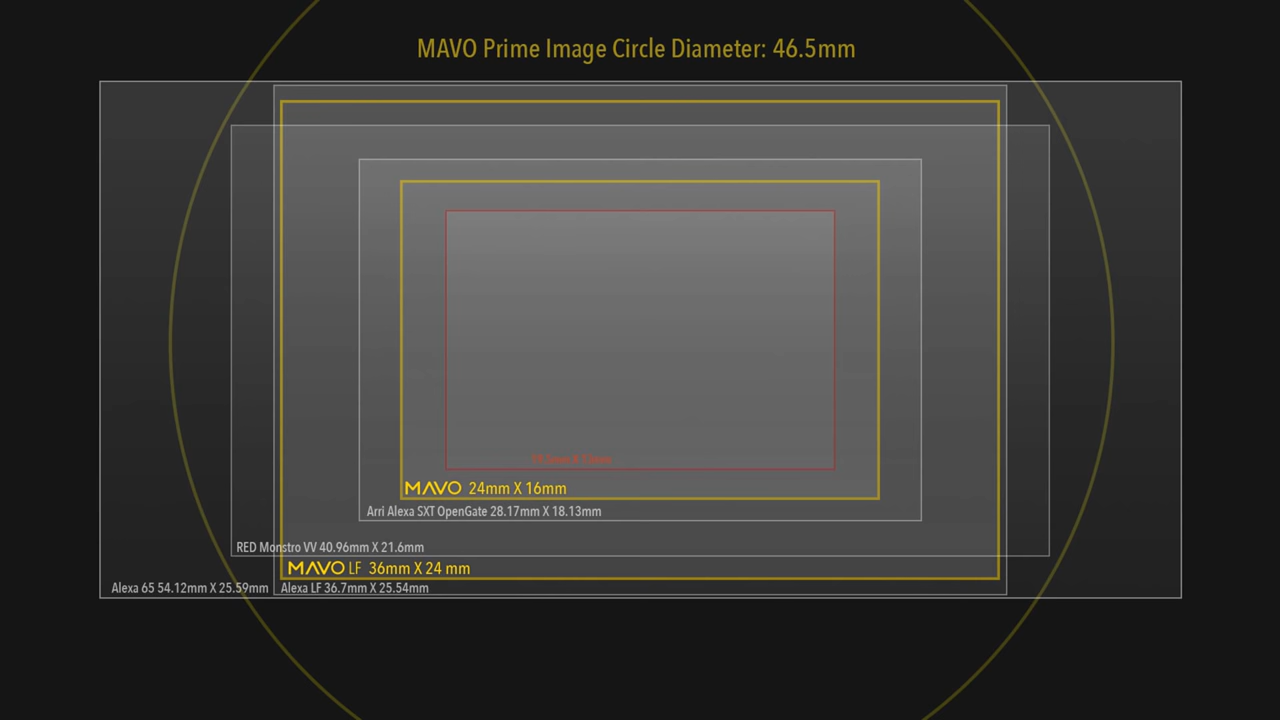 MAVO Prime Image Circle Diameter: 46.5mm
MAVO 24mm X 16mm
Arri Alexa SXT OpenGate 28.17mm X 18.13mm
RED Monstro VV 40.96mm X 21.6mm
MAVO LF 36mm X 24 mm
Alexa 65 54.12mm X 25.59mm
Alexa LF 36.7mm X 25.54mm